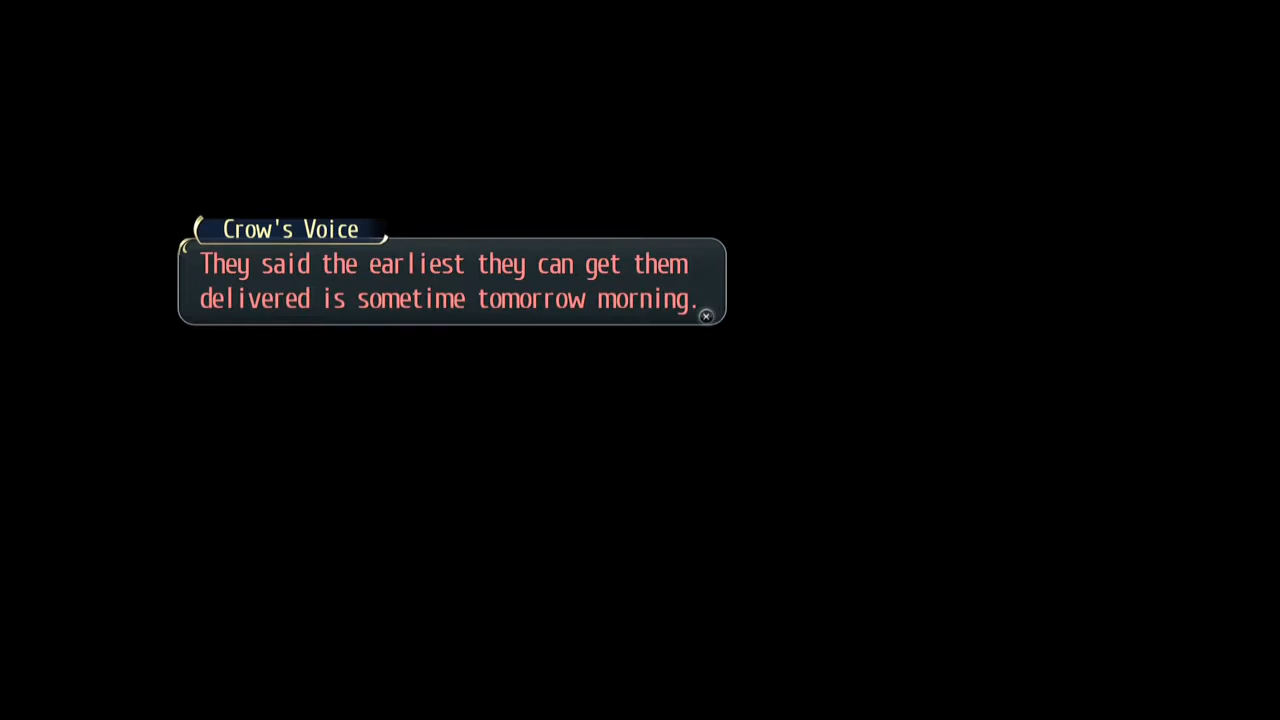 Crow's Voice
They said the earliest they can get them
delivered is sometime tomorrow morning.